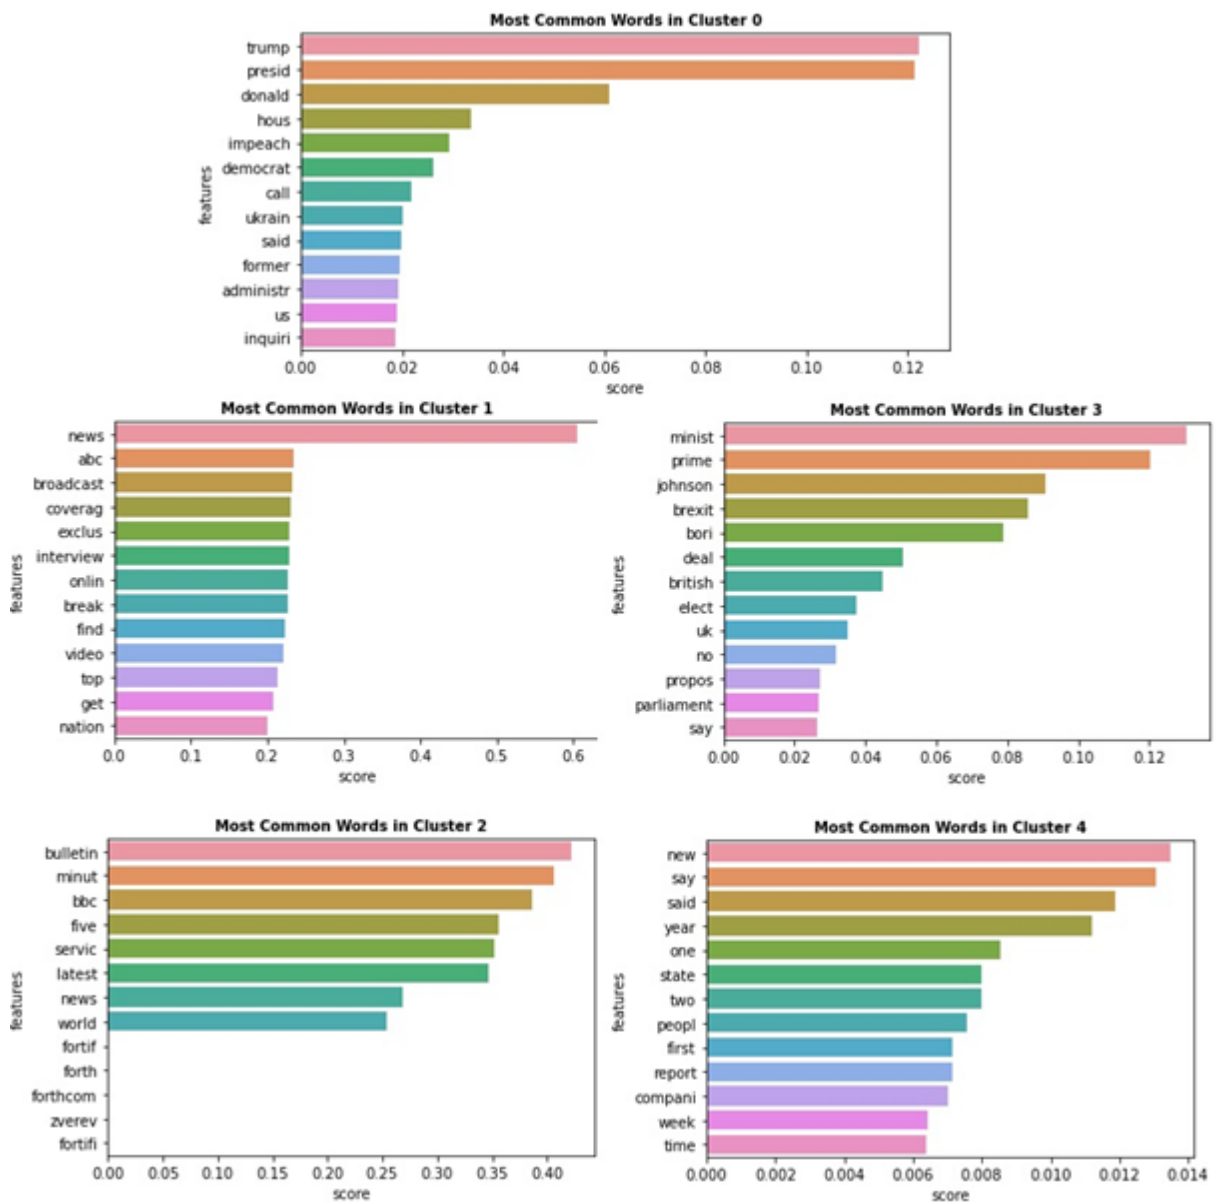 Most Common Words in Cluster 0
features
trump
presid
donald
hous
impeach
democrat
call
ukrain
said
former
administr
us
inquiri
0.00 0.02 0.04 0.06 0.08 0.10 0.12
score
Most Common Words in Cluster 1
features
news
abc
broadcast
coverag
exclus
interview
onlin
break
find
video
top
get
nation
0.0 0.1 0.2 0.3 0.4 0.5 0.6
score
Most Common Words in Cluster 3
features
minist
prime
johnson
brexit
bori
deal
british
elect
uk
no
propos
parliament
say
0.00 0.02 0.04 0.06 0.08 0.10 0.12
score
Most Common Words in Cluster 2
features
bulletin
minut
bbc
five
servic
latest
news
world
fortif
forth
forthcom
zverev
fortifi
0.00 0.05 0.10 0.15 0.20 0.25 0.30 0.35 0.40
score
Most Common Words in Cluster 4
features
new
say
said
year
one
state
two
peopl
first
report
compani
week
time
0.000 0.002 0.004 0.006 0.008 0.010 0.012 0.014
score